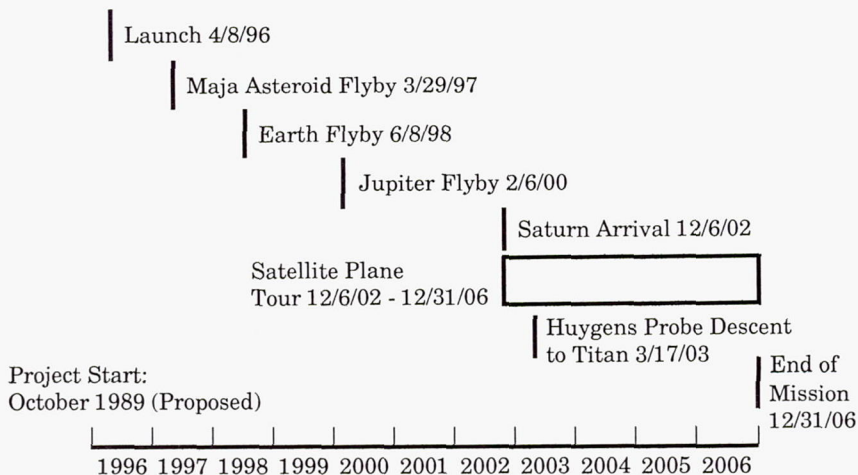 Launch 4/8/96
Maja Asteroid Flyby 3/29/97
Earth Flyby 6/8/98
Jupiter Flyby 2/6/00
Saturn Arrival 12/6/02
Satellite Plane
Tour 12/6/02 - 12/31/06
Huygens Probe Descent
to Titan 3/17/03
End of
Mission
12/31/06
Project Start:
October 1989 (Proposed)
1996 1997 1998 1999 2000 2001 2002 2003 2004 2005 2006